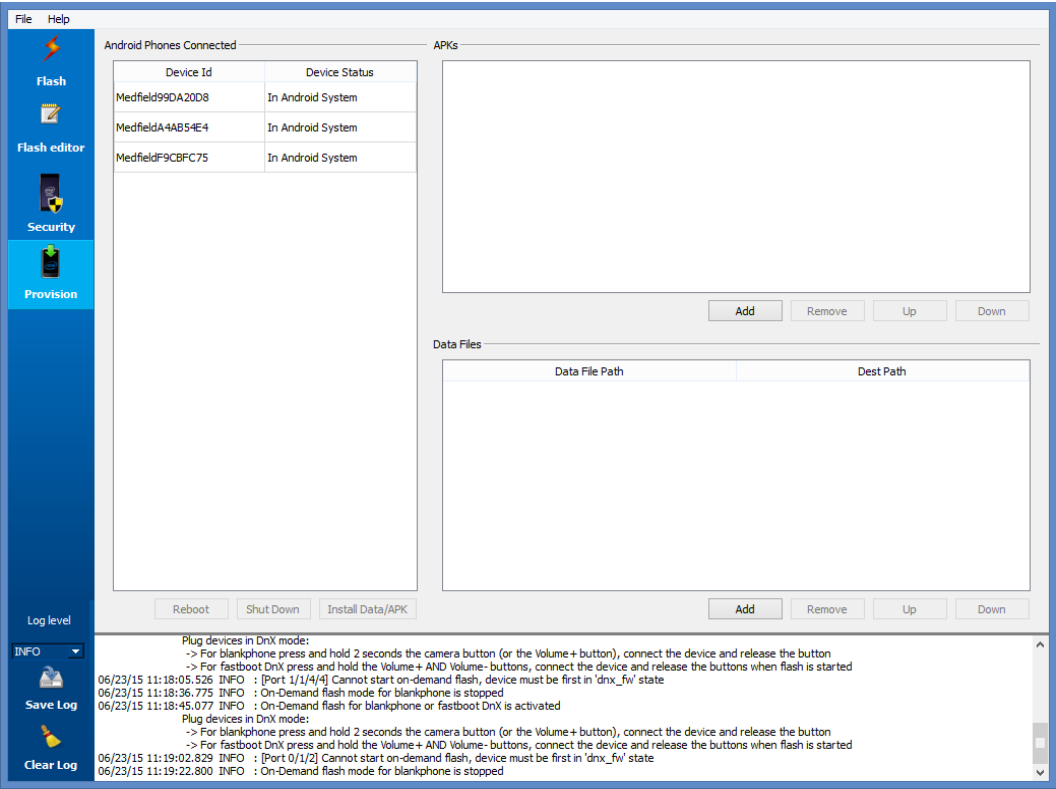 File Help
Flash
Flash editor
Security
Provision
Log level
INFO
Save Log
Clear Log
Android Phones Connected
Device Id Device Status
Medfield99DA20D8 In Android System
MedfieldA4AB54E4 In Android System
MedfieldF9CBFC75 In Android System
Reboot Shut Down Install Data/APK
APKs
Add Remove Up Down
Data Files
Data File Path Dest Path
Add Remove Up Down
Plug devices in DnX mode:
-> For blankphone press and hold 2 seconds the camera button (or the Volume+ button), connect the device and release the button
-> For fastboot DnX press and hold the Volume+ AND Volume- buttons, connect the device and release the buttons when flash is started
06/23/15 11:18:05.526 INFO : [Port 1/1/4/4] Cannot start on-demand flash, device must be first in 'dnx_fw' state
06/23/15 11:18:36.775 INFO : On-Demand flash mode for blankphone is stopped
06/23/15 11:18:45.077 INFO : On-Demand flash for blankphone or fastboot DnX is activated
Plug devices in DnX mode:
-> For blankphone press and hold 2 seconds the camera button (or the Volume+ button), connect the device and release the button
-> For fastboot DnX press and hold the Volume+ AND Volume- buttons, connect the device and release the buttons when flash is started
06/23/15 11:19:02.829 INFO : [Port 0/1/2] Cannot start on-demand flash, device must be first in 'dnx_fw' state
06/23/15 11:19:22.800 INFO : On-Demand flash mode for blankphone is stopped